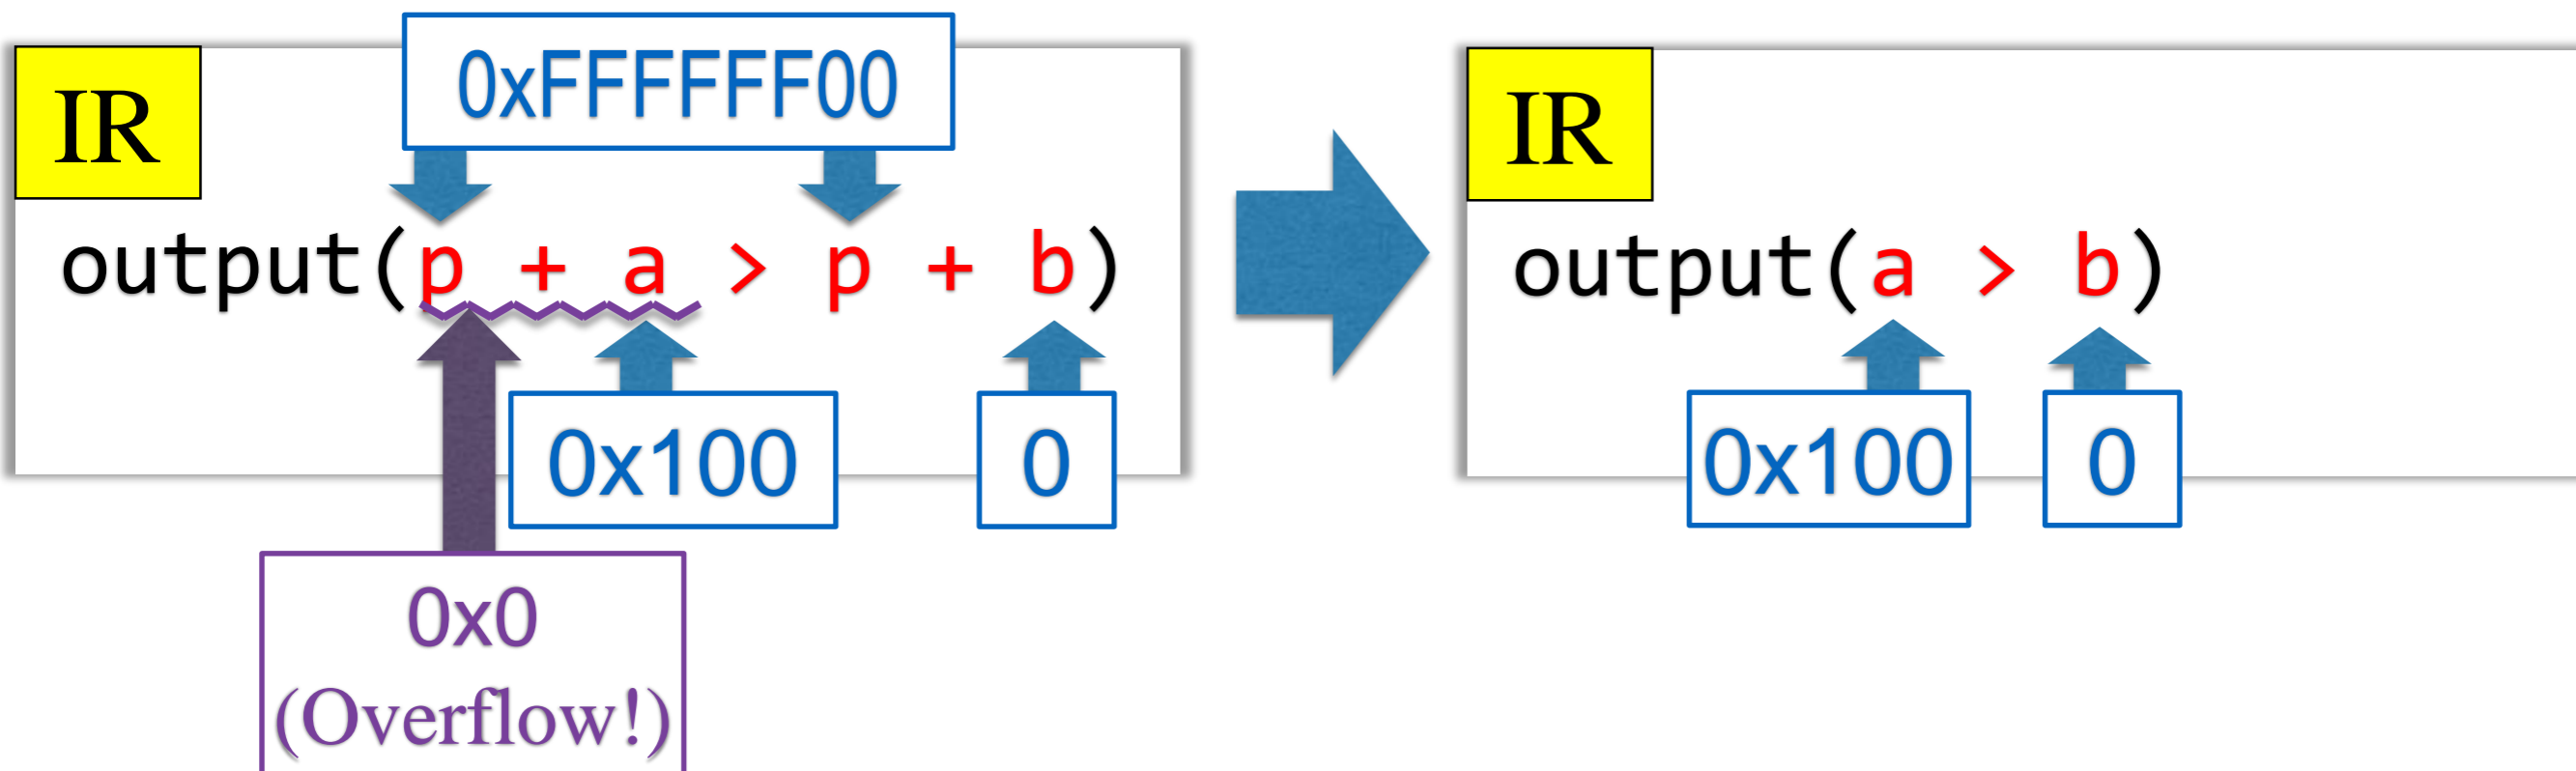 IR
0xFFFFFF00
output(p + a > p + b)
0x100
0
0x0
(Overflow!)
IR
output(a > b)
0x100
0